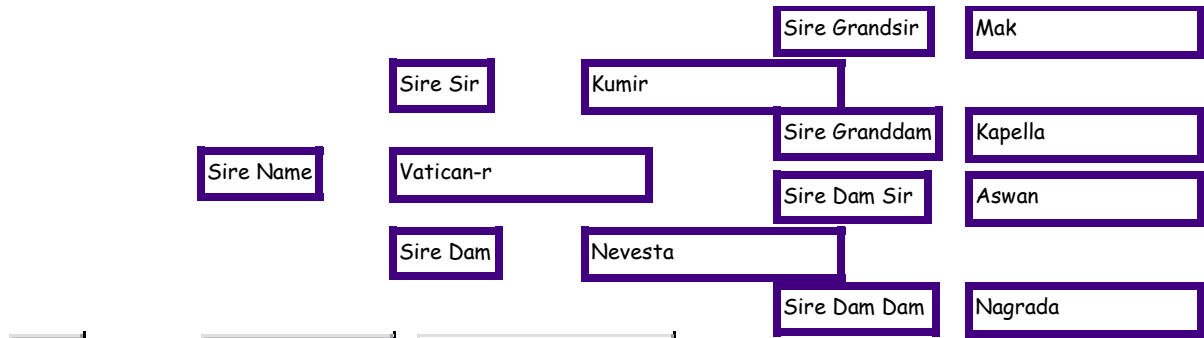 Sire Grandsir Mak
Sire Sir Kumir
Sire Granddam Kapella
Sire Name Vatican-r
Sire Dam Sir Aswan
Sire Dam Nevesta
Sire Dam Dam Nagrada